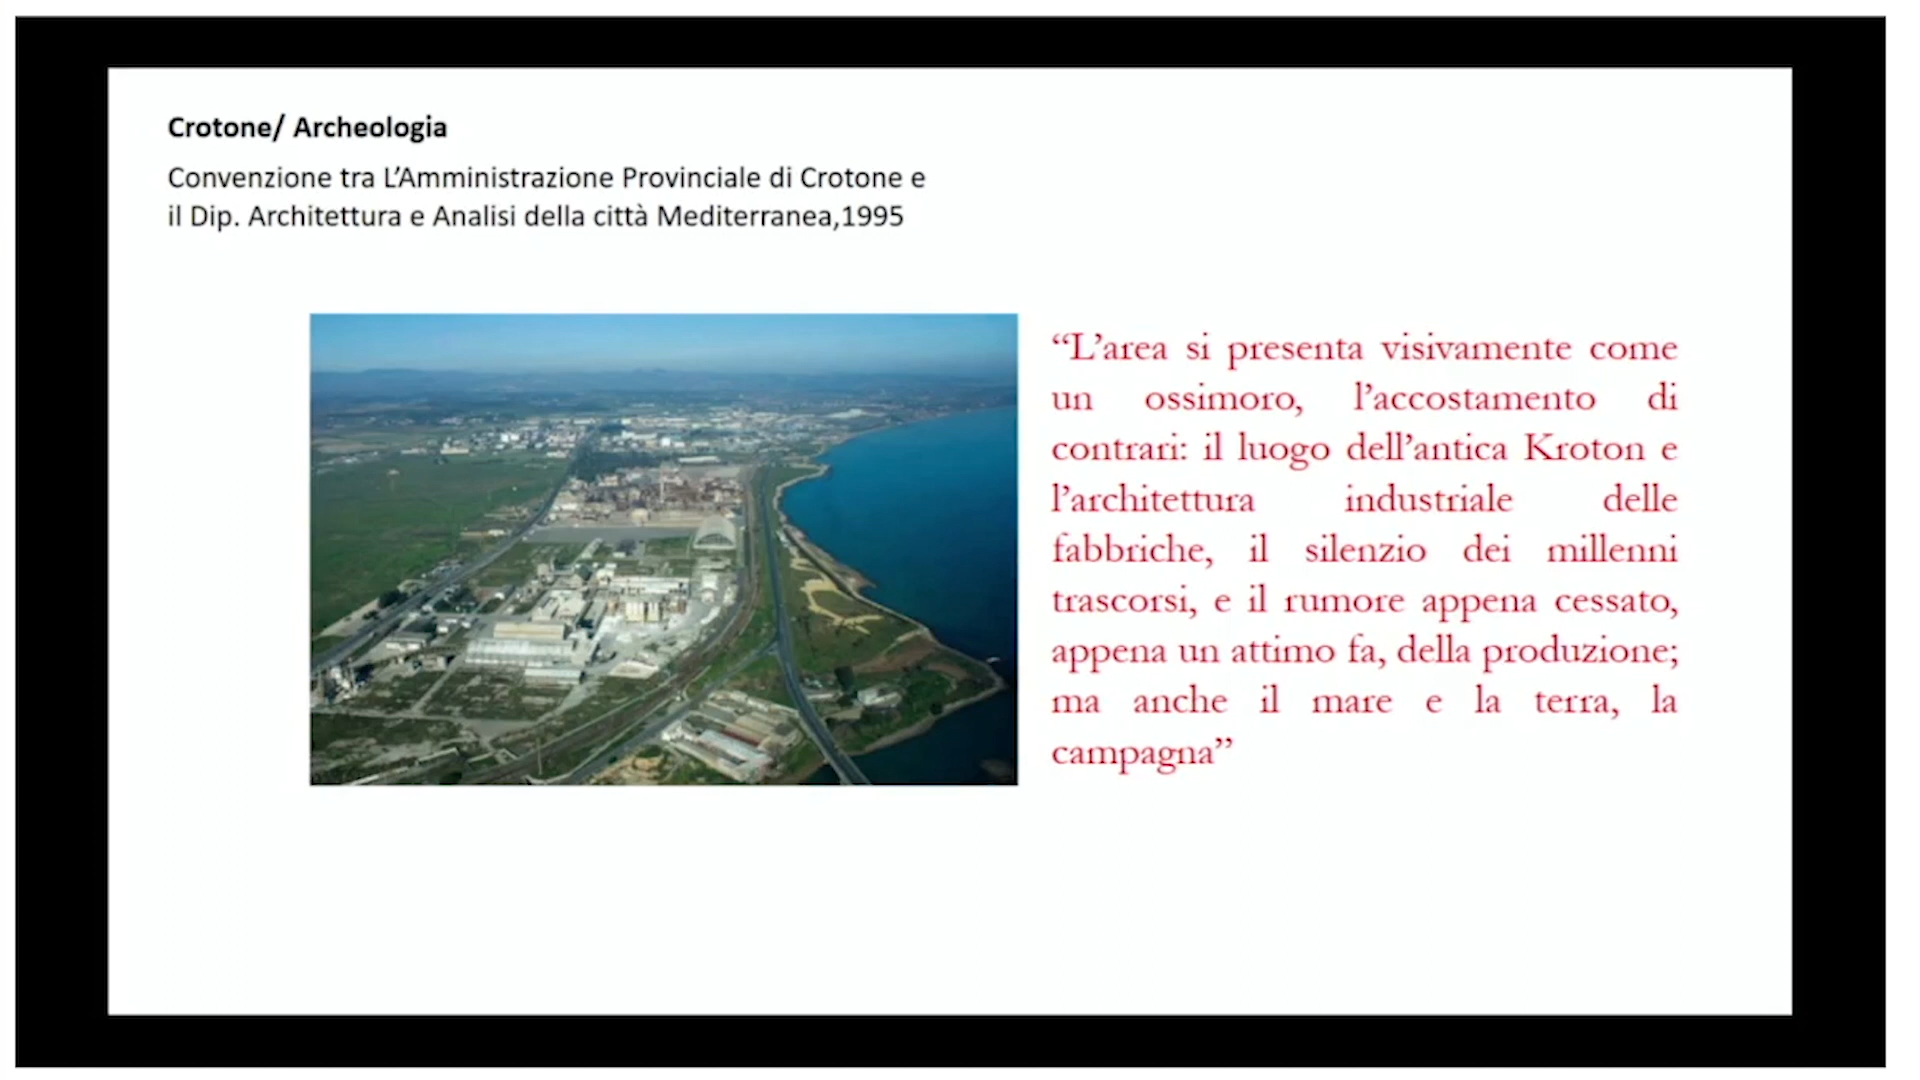 Crotone/ Archeologia
Convenzione tra L’Amministrazione Provinciale di Crotone e
il Dip. Architettura e Analisi della città Mediterranea,1995
“L’area si presenta visivamente come
un ossimoro, l’accostamento di
contrari: il luogo dell’antica Kroton e
l’architettura industriale delle
fabbriche, il silenzio dei millenni
trascorsi, e il rumore appena cessato,
appena un attimo fa, della produzione;
ma anche il mare e la terra, la
campagna”